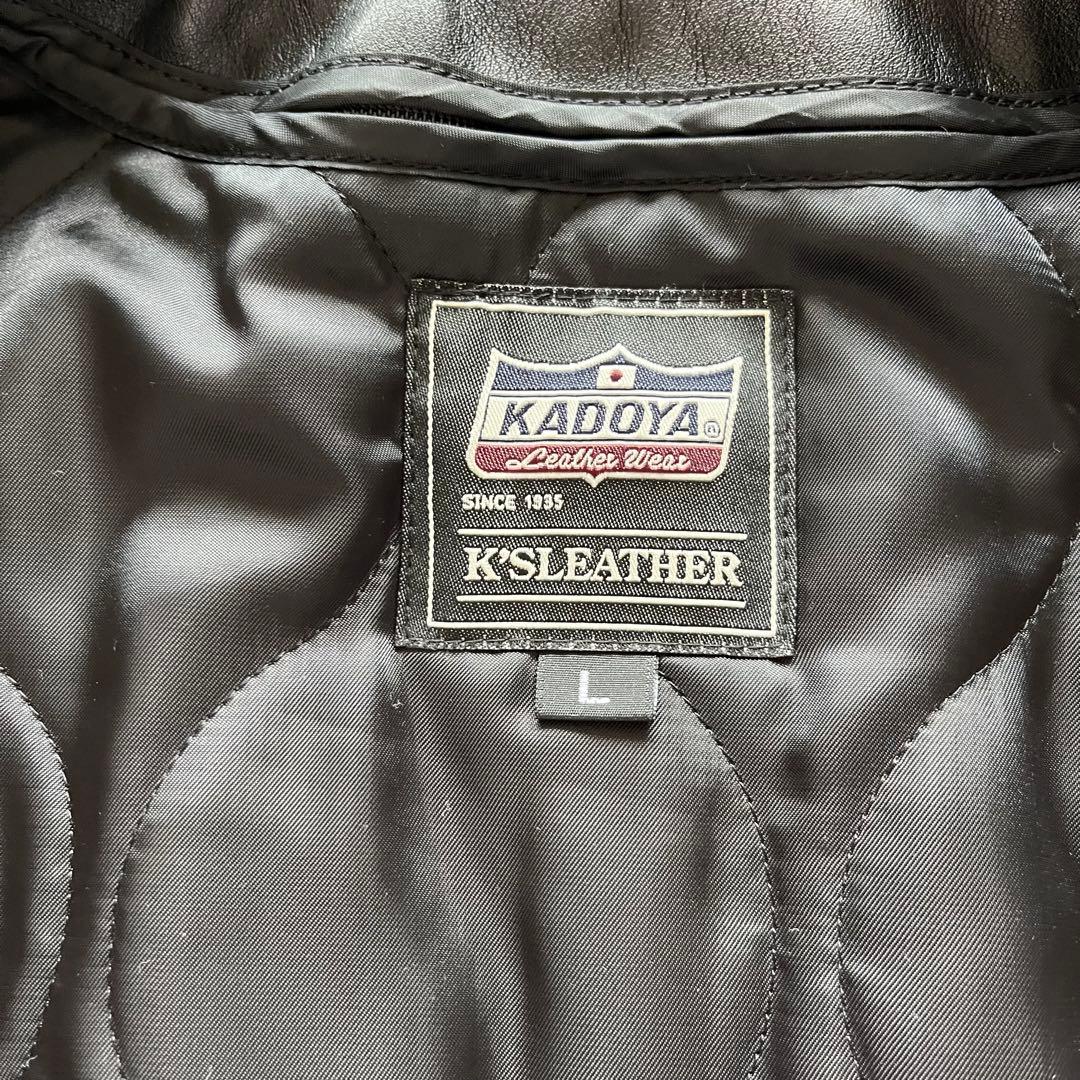 KADOYA®
Leather Wear
SINCE 1935
K'SLEATHER
L